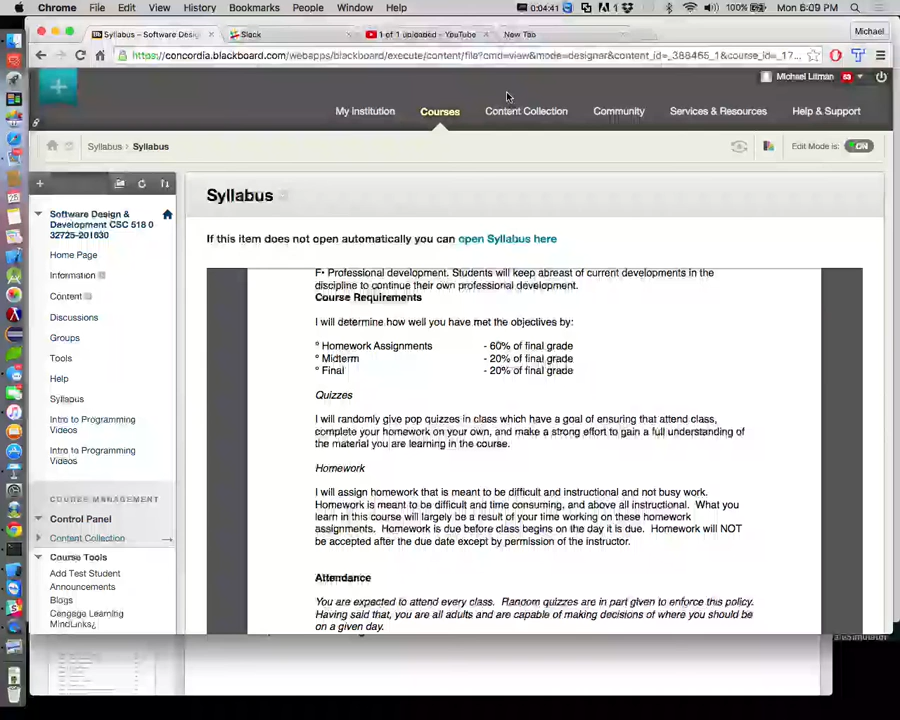 Chrome File Edit View History Bookmarks People Window Help
0:04:41
100%
Mon 6:09 PM
Syllabus – Software Desig
Slack
1 of 1 uploaded - YouTube
New Tab
Michael
https://concordia.blackboard.com/webapps/blackboard/execute/content/file?cmd=view&mode=designer&content_id=_388465_1&course_id=_17...
Michael Litman
My Institution
Courses
Content Collection
Community
Services & Resources
Help & Support
Syllabus > Syllabus
Edit Mode is: ON
Software Design &
Development CSC 518 0
32725-201630
Home Page
Information
Content
Discussions
Groups
Tools
Help
Syllabus
Intro to Programming
Videos
Intro to Programming
Videos
COURSE MANAGEMENT
Control Panel
Content Collection
Course Tools
Add Test Student
Announcements
Blogs
Cengage Learning
MindLinks¿
Syllabus
If this item does not open automatically you can open Syllabus here
F• Professional development. Students will keep abreast of current developments in the
discipline to continue their own professional development.
Course Requirements
I will determine how well you have met the objectives by:
° Homework Assignments - 60% of final grade
° Midterm - 20% of final grade
° Final - 20% of final grade
Quizzes
I will randomly give pop quizzes in class which have a goal of ensuring that attend class,
complete your homework on your own, and make a strong effort to gain a full understanding of
the material you are learning in the course.
Homework
I will assign homework that is meant to be difficult and instructional and not busy work.
Homework is meant to be difficult and time consuming, and above all instructional. What you
learn in this course will largely be a result of your time working on these homework
assignments. Homework is due before class begins on the day it is due. Homework will NOT
be accepted after the due date except by permission of the instructor.
Attendance
You are expected to attend every class. Random quizzes are in part given to enforce this policy.
Having said that, you are all adults and are capable of making decisions of where you should be
on a given day.